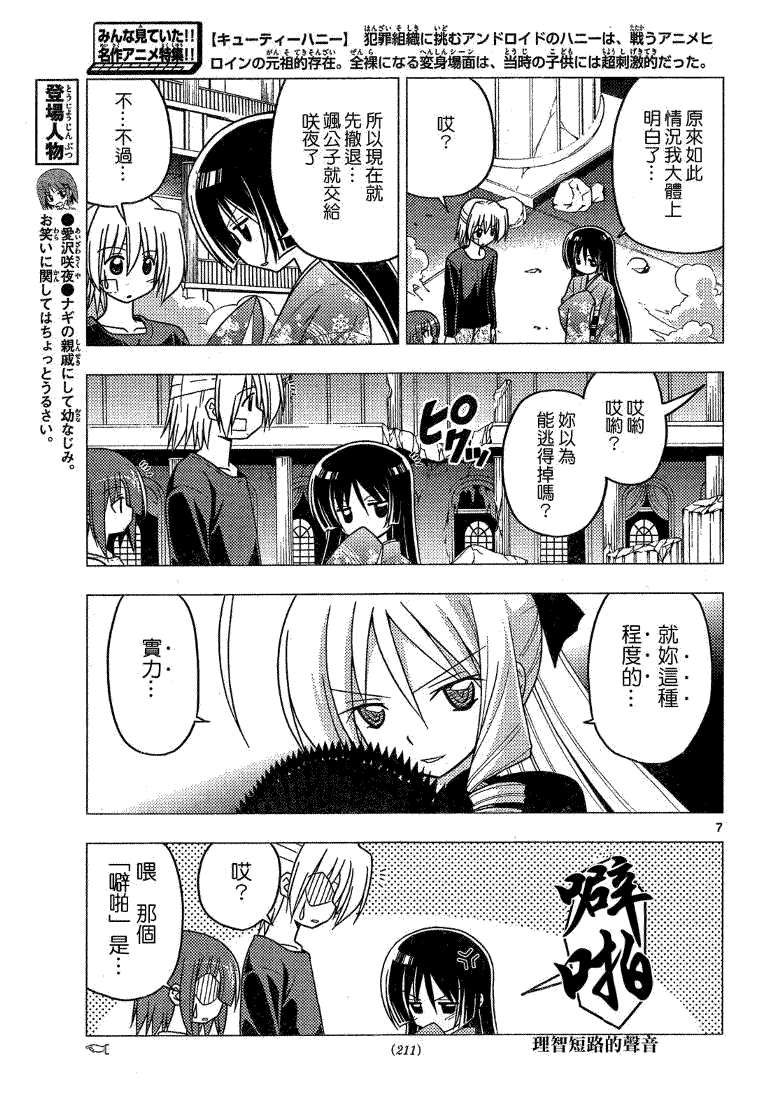 みんな見ていた!!
名作アニメ特集!!
【キューティーハニー】 犯罪組織に挑むアンドロイドのハニーは、戦うアニメヒ
ロインの元祖的存在。全裸になる変身場面は、当時の子供には超刺激的だった。
登場人物
●愛沢咲夜●ナギの親戚にして幼なじみ。
お笑いに関してはちょっとうるさい。
原來如此
情況我大體上
明白了…
哎?
所以現在就
先撤退…
颯公子就交給
咲夜了
不…不過…
哎喲
哎喲?
妳以為
能逃得掉嗎?
ピクッ
就妳這種
程度的…
實力…
7
噼啪
理智短路的聲音
哎?
喂 那個
「噼啪」是…
(211)